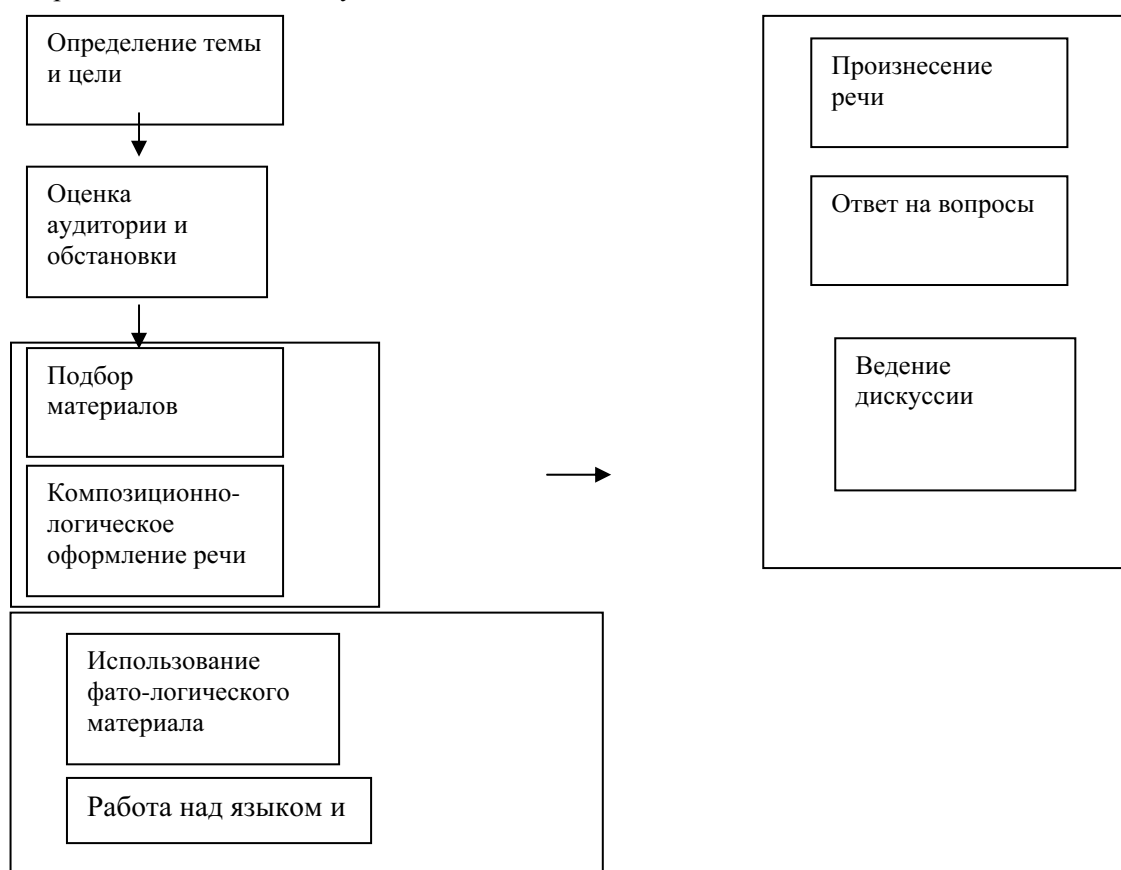 Определение темы
и цели
Оценка
аудитории и
обстановки
Подбор
материалов
Композиционно-
логическое
оформление речи
Использование
фато-логического
материала
Работа над языком и
Произнесение
речи
Ответ на вопросы
Ведение
дискуссии